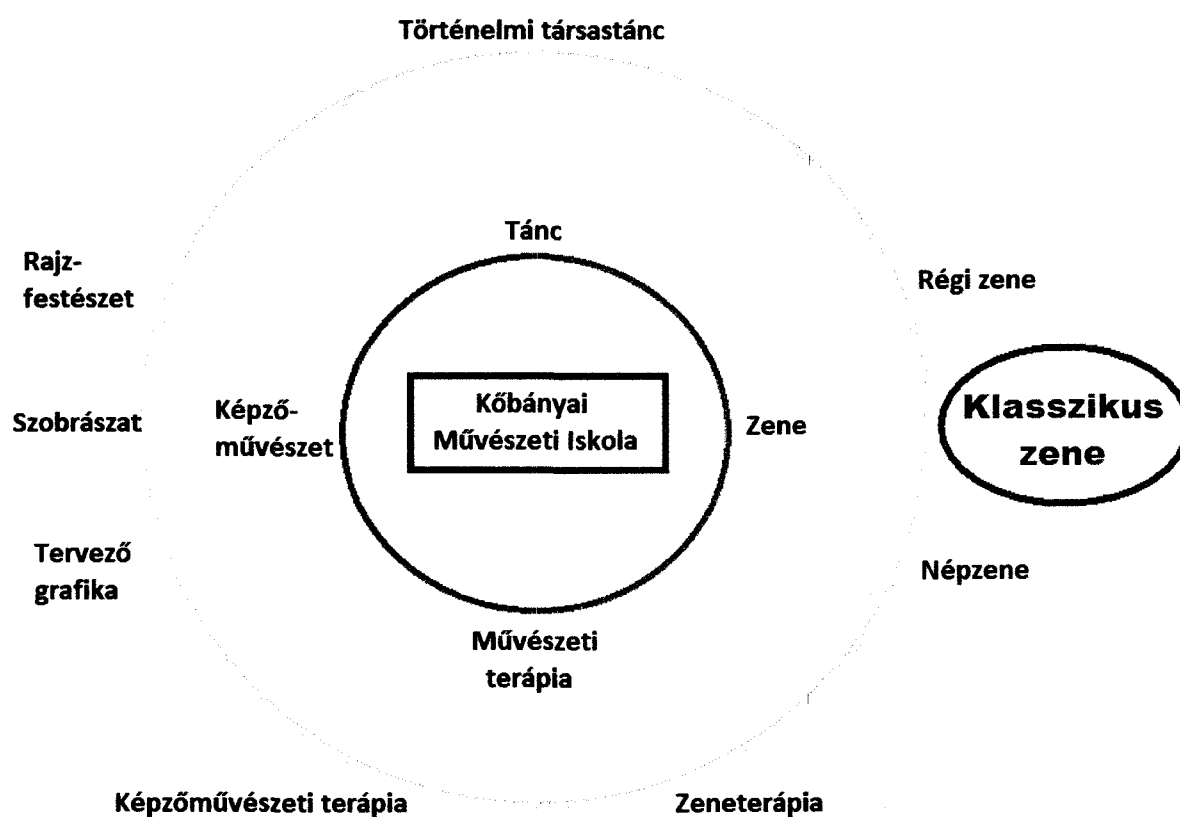 Történelmi társastánc
Tánc
Rajz-
festészet
Régi zene
Szobrászat
Képző-
művészet
Kőbányai
Művészeti Iskola
Zene
Klasszikus
zene
Tervező
grafika
Népzene
Művészeti
terápia
Képzőművészeti terápia
Zeneterápia